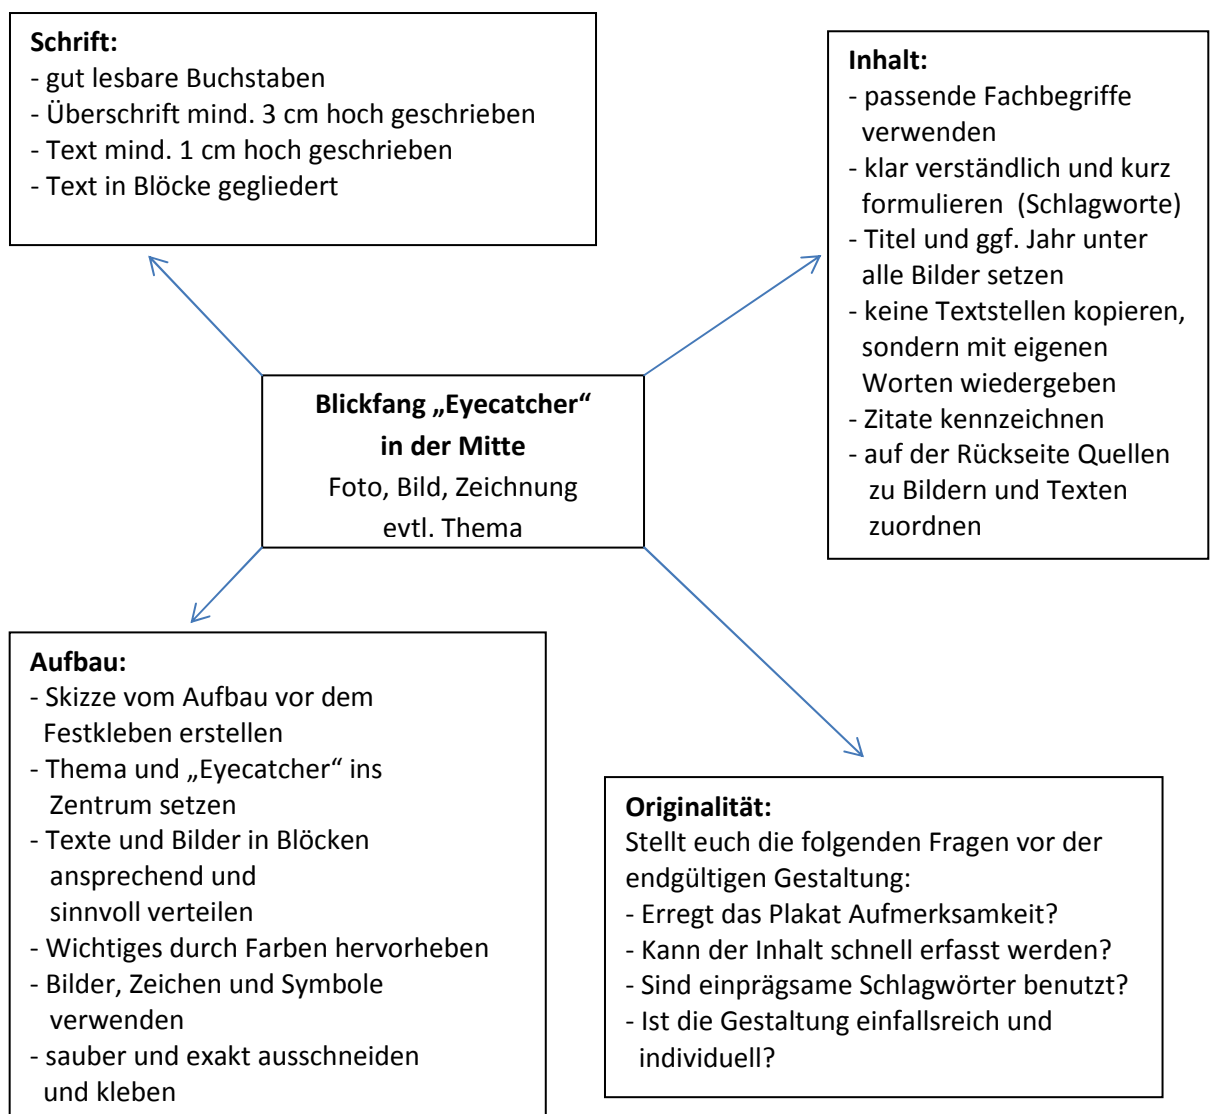 Schrift:
- gut lesbare Buchstaben
- Überschrift mind. 3 cm hoch geschrieben
- Text mind. 1 cm hoch geschrieben
- Text in Blöcke gegliedert
Inhalt:
- passende Fachbegriffe
verwenden
- klar verständlich und kurz
formulieren (Schlagworte)
- Titel und ggf. Jahr unter
alle Bilder setzen
- keine Textstellen kopieren,
sondern mit eigenen
Worten wiedergeben
- Zitate kennzeichnen
- auf der Rückseite Quellen
zu Bildern und Texten
zuordnen
Blickfang „Eyecatcher“
in der Mitte
Foto, Bild, Zeichnung
evtl. Thema
Aufbau:
- Skizze vom Aufbau vor dem
Festkleben erstellen
- Thema und „Eyecatcher“ ins
Zentrum setzen
- Texte und Bilder in Blöcken
ansprechend und
sinnvoll verteilen
- Wichtiges durch Farben hervorheben
- Bilder, Zeichen und Symbole
verwenden
- sauber und exakt ausschneiden
und kleben
Originalität:
Stellt euch die folgenden Fragen vor der
endgültigen Gestaltung:
- Erregt das Plakat Aufmerksamkeit?
- Kann der Inhalt schnell erfasst werden?
- Sind einprägsame Schlagwörter benutzt?
- Ist die Gestaltung einfallsreich und
individuell?